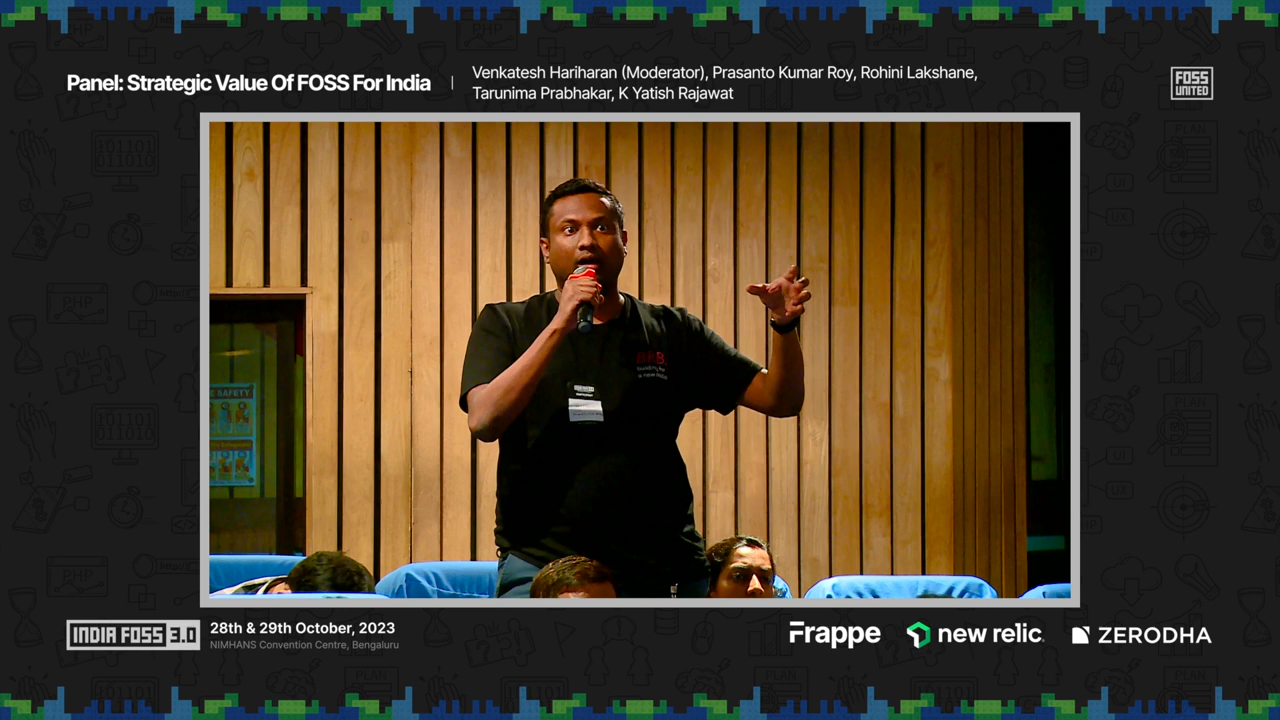 Panel: Strategic Value Of FOSS For India
Venkatesh Hariharan (Moderator), Prasanto Kumar Roy, Rohini Lakshane,
Tarunima Prabhakar, K Yatish Rajawat
FOSS
UNITED
SAFETY
INDIA FOSS 3.0
28th & 29th October, 2023
NIMHANS Convention Centre, Bengaluru
Frappe
new relic
ZERODHA